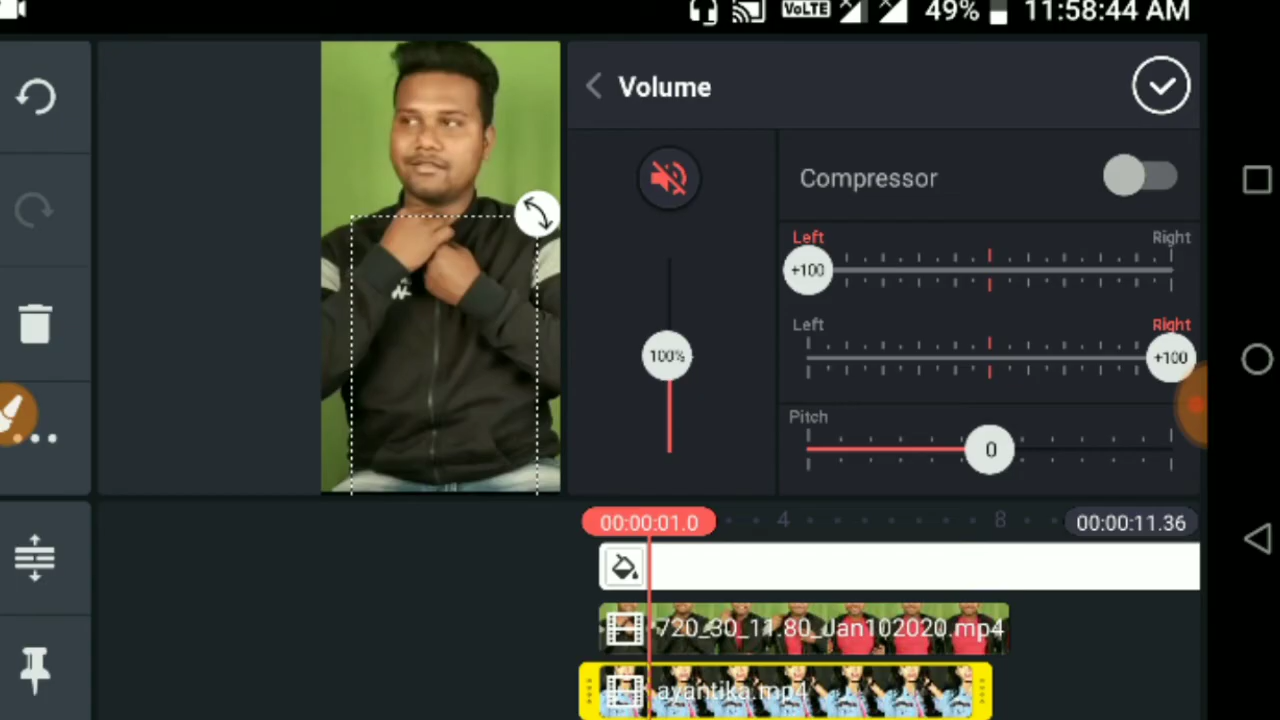 VoLTE 49% 11:58:44 AM
Volume
Compressor
Left Right
+100
Left Right
+100
100%
Pitch
0
00:00:01.0 4 8 00:00:11.36
720_30_11.80_Jan102020.mp4
ayantika.mp4